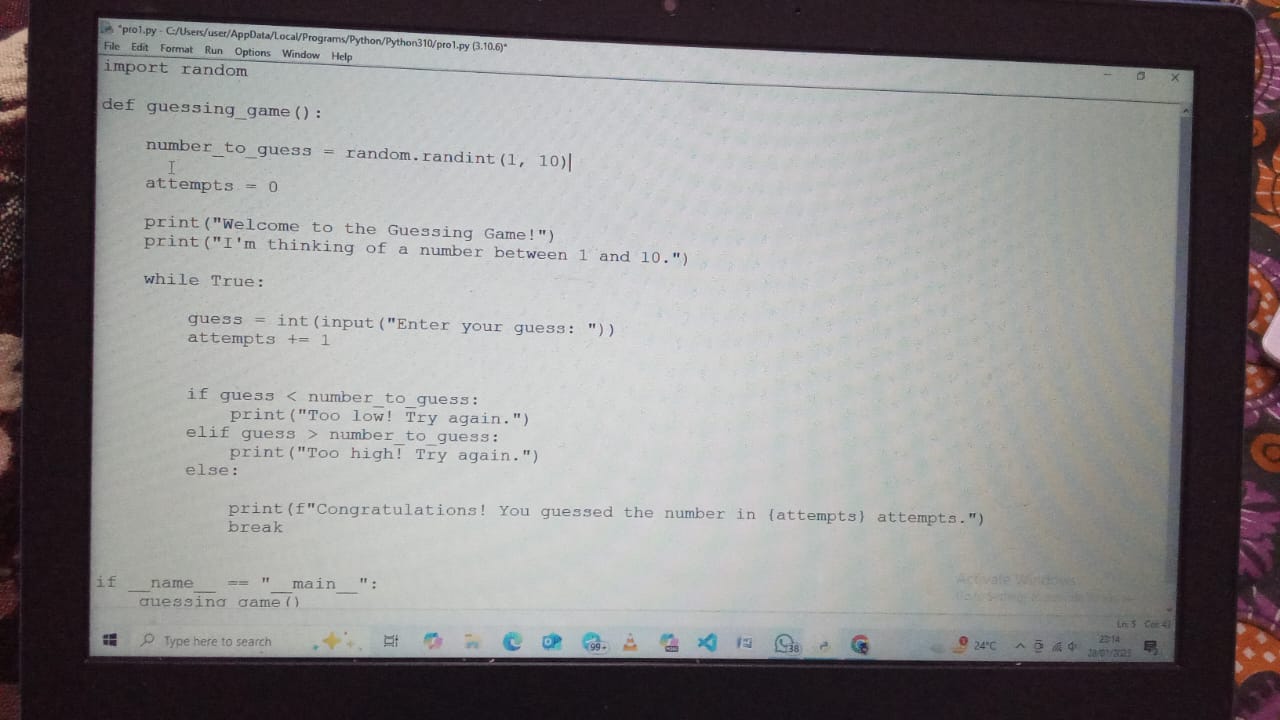 *pro1.py - C:/Users/user/AppData/Local/Programs/Python/Python310/pro1.py (3.10.6)*
File Edit Format Run Options Window Help
import random
def guessing_game():
    number_to_guess = random.randint(1, 10)
    attempts = 0
    print("Welcome to the Guessing Game!")
    print("I'm thinking of a number between 1 and 10.")
    while True:
        guess = int(input("Enter your guess: "))
        attempts += 1
        if guess < number_to_guess:
            print("Too low! Try again.")
        elif guess > number_to_guess:
            print("Too high! Try again.")
        else:
            print(f"Congratulations! You guessed the number in {attempts} attempts.")
            break
if __name__ == "__main__":
    guessing_game()
Activate Windows
Go to Settings to activate Windows.
Ln: 5 Col: 43
Type here to search
99+
38
24°C
23:14